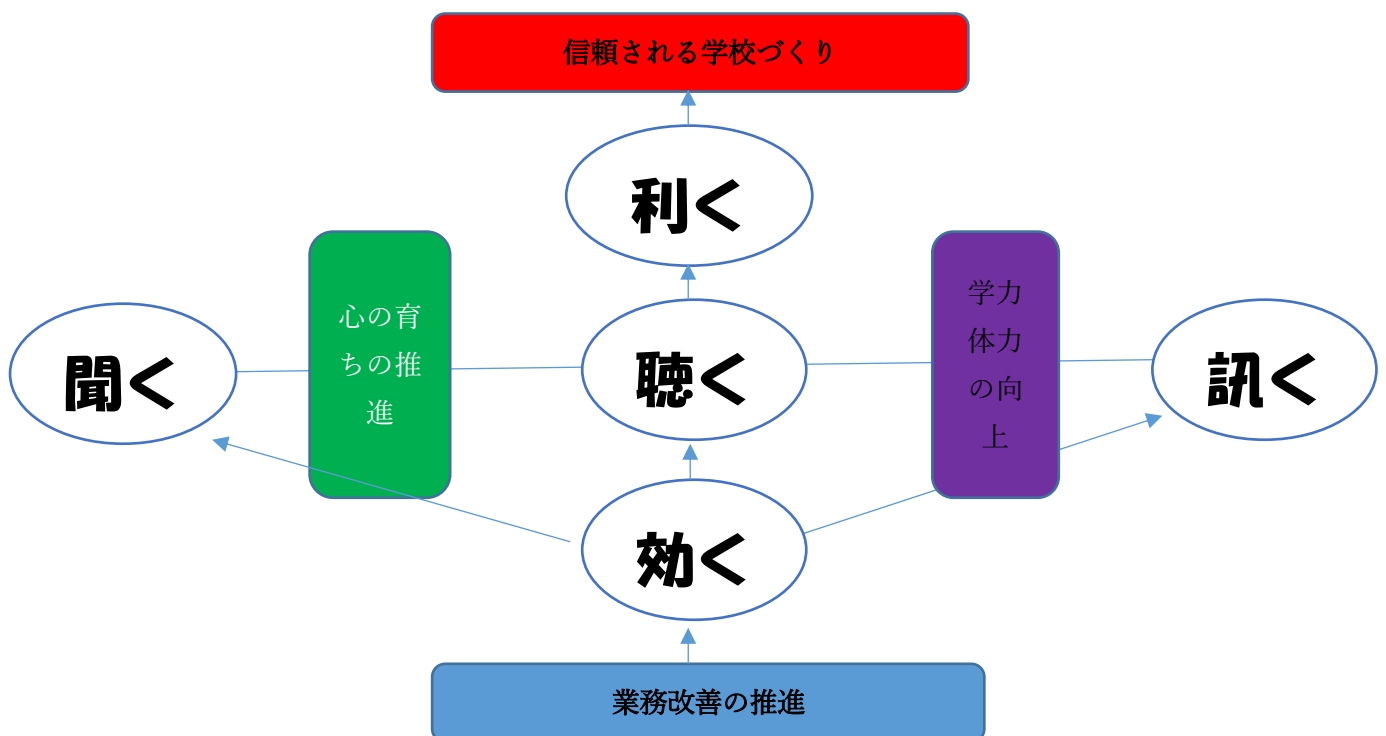 信頼される学校づくり
利く
心の育
ちの推
進
学力
体力
の向
上
聞く
聴く
訊く
効く
業務改善の推進